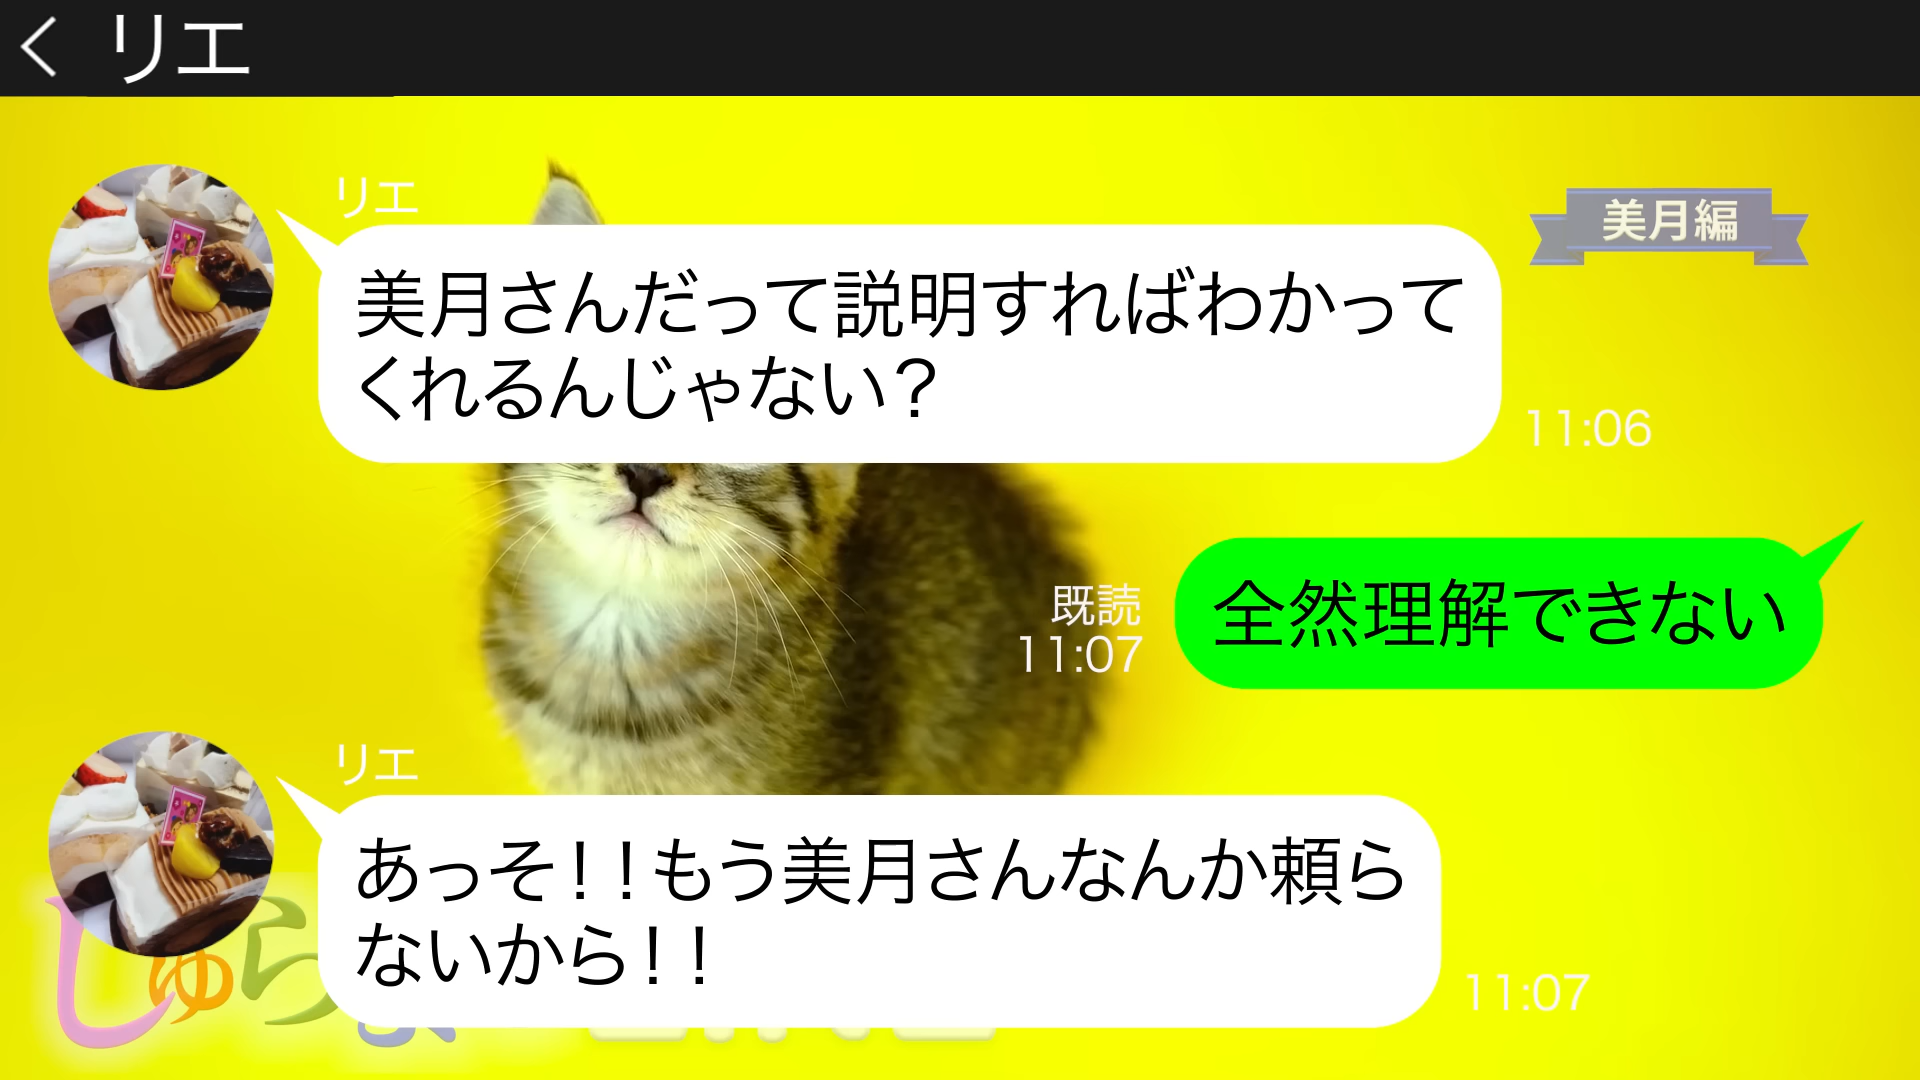 リエ
リエ
美月編
美月さんだって説明すればわかって
くれるんじゃない?
11:06
全然理解できない
既読
11:07
リエ
あっそ!!もう美月さんなんか頼ら
ないから!!
11:07
しゅら